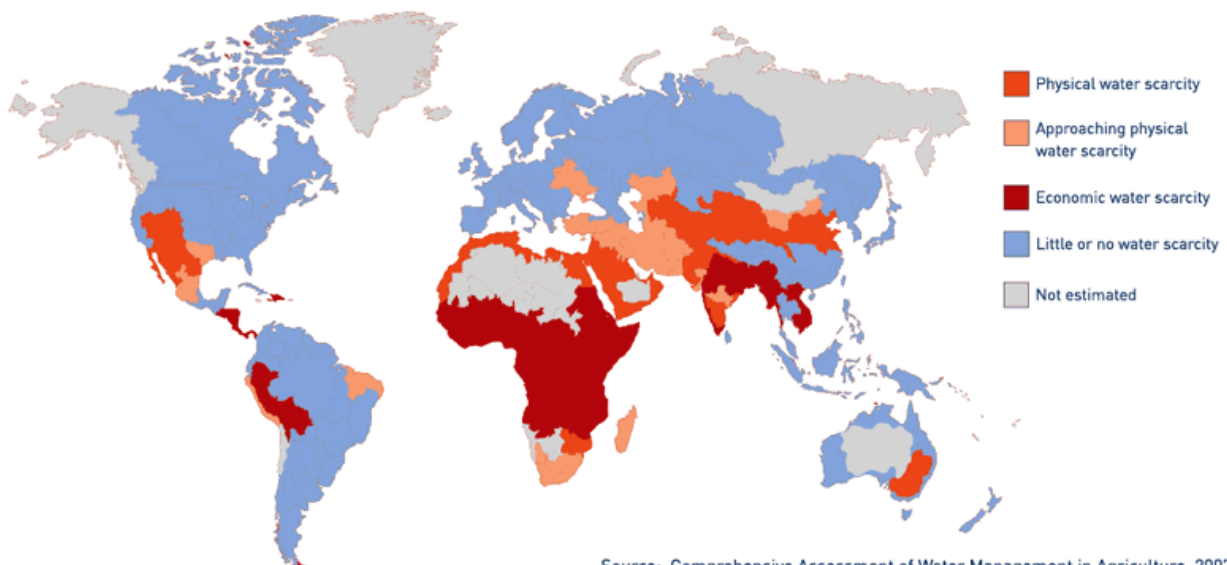 Physical water scarcity
Approaching physical
water scarcity
Economic water scarcity
Little or no water scarcity
Not estimated
Source: Comprehensive Assessment of Water Management in Agriculture,